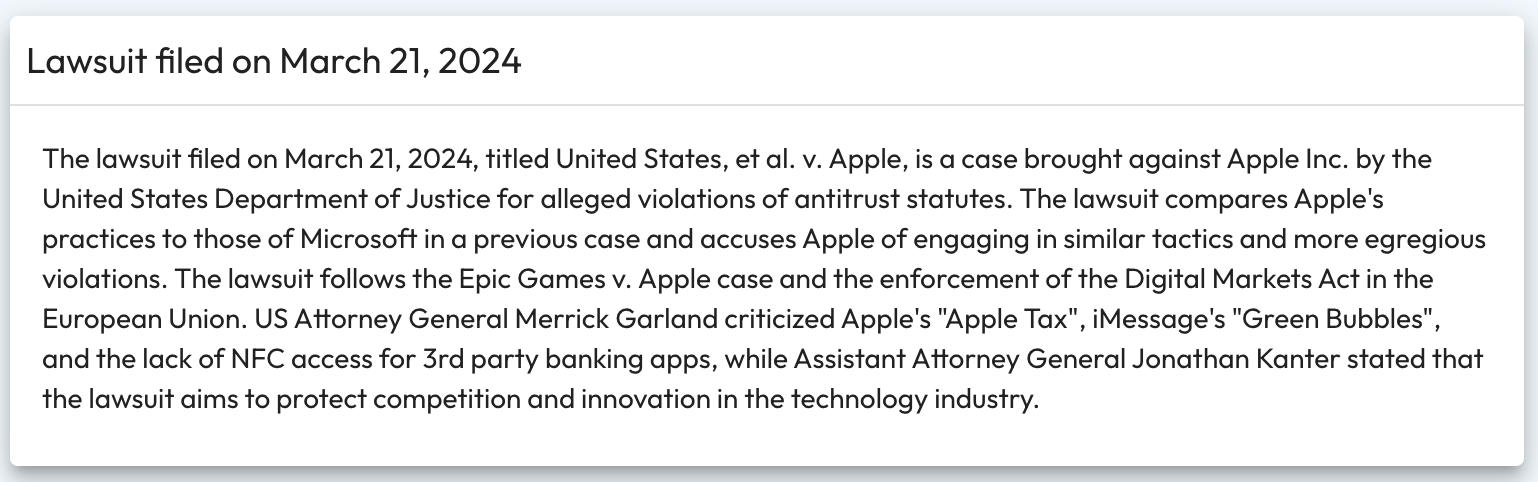 Lawsuit filed on March 21, 2024
The lawsuit filed on March 21, 2024, titled United States, et al. v. Apple, is a case brought against Apple Inc. by the
United States Department of Justice for alleged violations of antitrust statutes. The lawsuit compares Apple's
practices to those of Microsoft in a previous case and accuses Apple of engaging in similar tactics and more egregious
violations. The lawsuit follows the Epic Games v. Apple case and the enforcement of the Digital Markets Act in the
European Union. US Attorney General Merrick Garland criticized Apple's "Apple Tax", iMessage's "Green Bubbles",
and the lack of NFC access for 3rd party banking apps, while Assistant Attorney General Jonathan Kanter stated that
the lawsuit aims to protect competition and innovation in the technology industry.